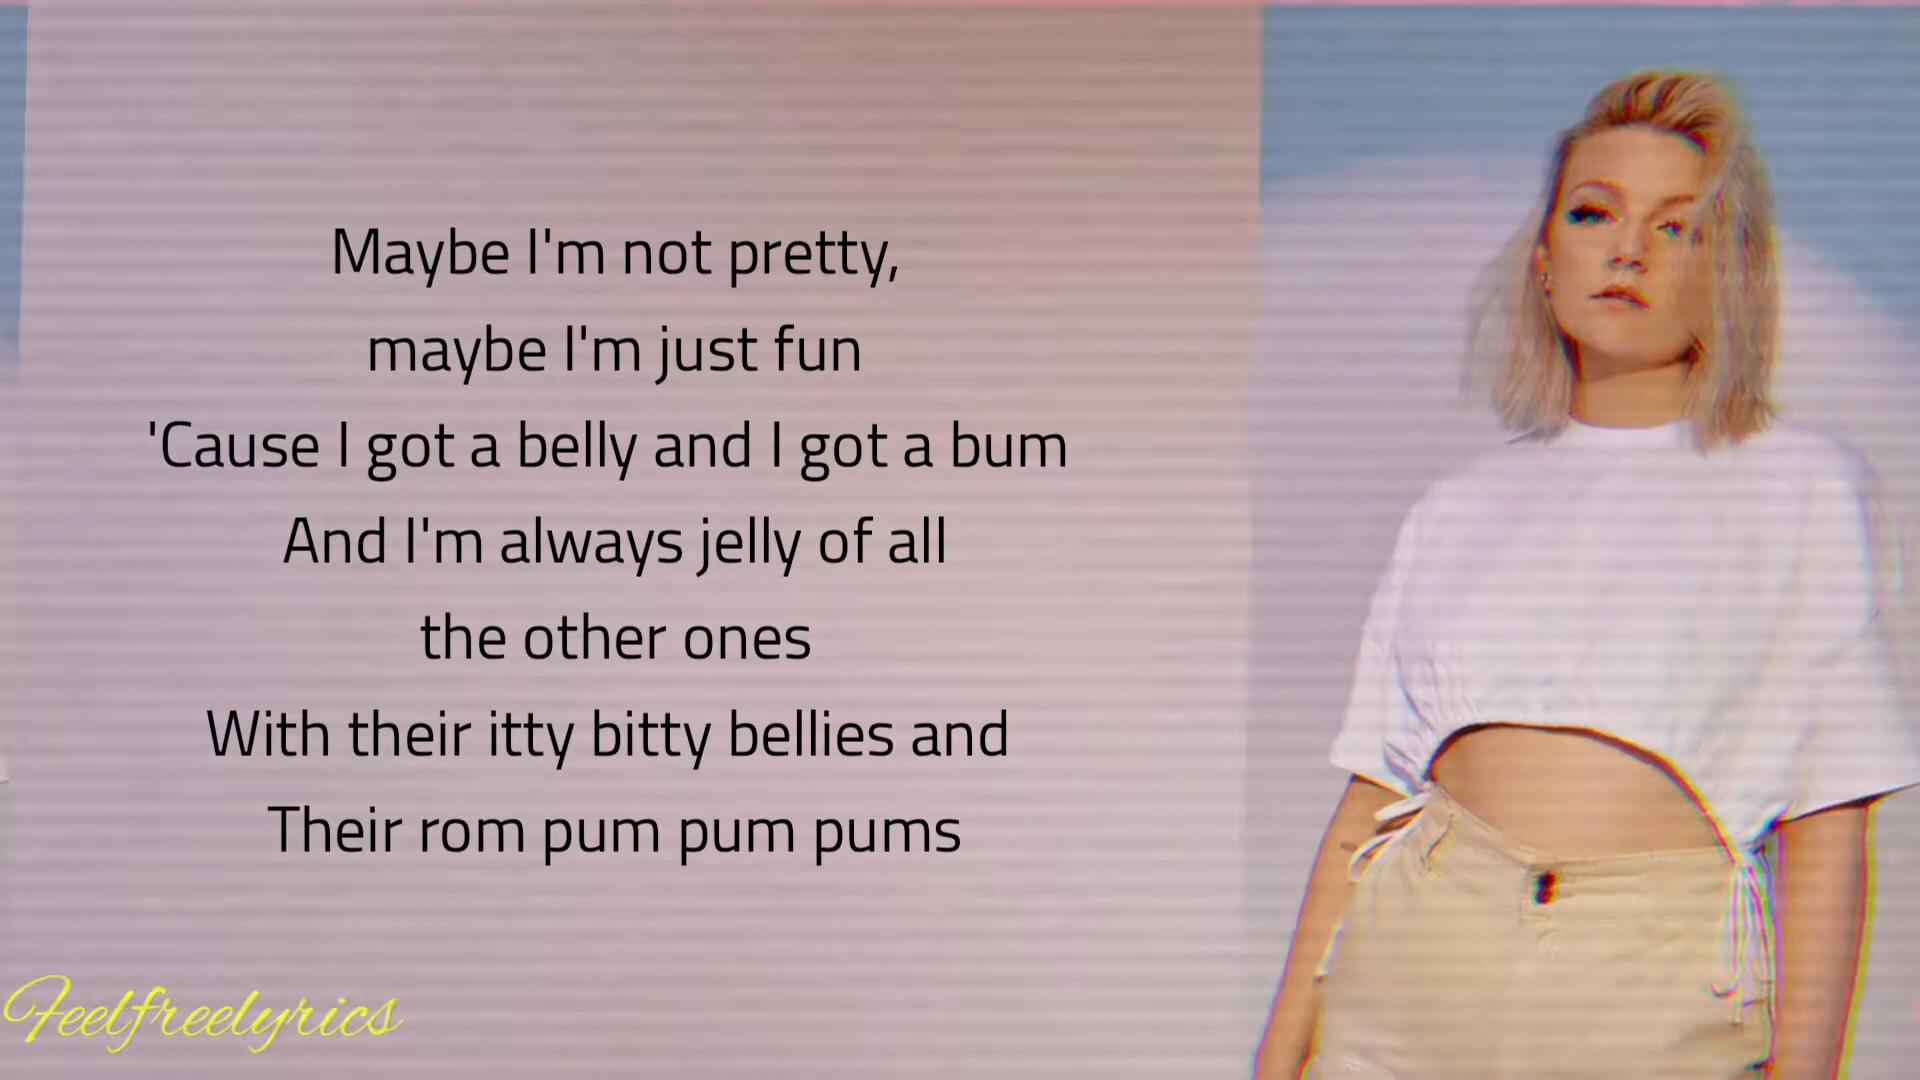 Maybe I'm not pretty,
maybe I'm just fun
'Cause I got a belly and I got a bum
And I'm always jelly of all
the other ones
With their itty bitty bellies and
Their rom pum pum pums
Feelfreelyrics